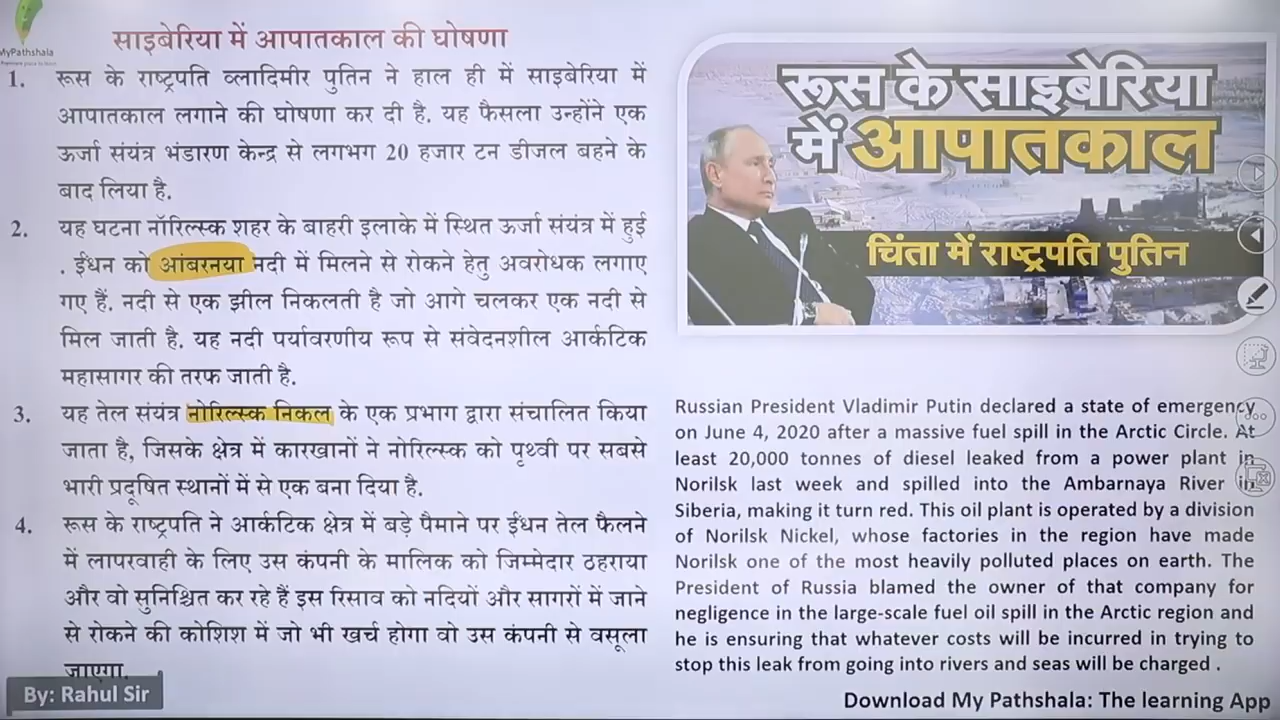 MyPathshala
साइबेरिया में आपातकाल की घोषणा
1. रूस के राष्ट्रपति व्लादिमीर पुतिन ने हाल ही में साइबेरिया में
आपातकाल लगाने की घोषणा कर दी है. यह फैसला उन्होंने एक
ऊर्जा संयंत्र भंडारण केन्द्र से लगभग 20 हजार टन डीजल बहने के
बाद लिया है.
2. यह घटना नॉरिल्स्क शहर के बाहरी इलाके में स्थित ऊर्जा संयंत्र में हुई
. ईंधन को आंबरनया नदी में मिलने से रोकने हेतु अवरोधक लगाए
गए हैं. नदी से एक झील निकलती है जो आगे चलकर एक नदी से
मिल जाती है. यह नदी पर्यावरणीय रूप से संवेदनशील आर्कटिक
महासागर की तरफ जाती है.
3. यह तेल संयंत्र नोरिल्स्क निकल के एक प्रभाग द्वारा संचालित किया
जाता है, जिसके क्षेत्र में कारखानों ने नोरिल्स्क को पृथ्वी पर सबसे
भारी प्रदूषित स्थानों में से एक बना दिया है.
4. रूस के राष्ट्रपति ने आर्कटिक क्षेत्र में बड़े पैमाने पर ईंधन तेल फैलने
में लापरवाही के लिए उस कंपनी के मालिक को जिम्मेदार ठहराया
और वो सुनिश्चित कर रहे हैं इस रिसाव को नदियों और सागरों में जाने
से रोकने की कोशिश में जो भी खर्च होगा वो उस कंपनी से वसूला
जाएगा.
By: Rahul Sir
रूस के साइबेरिया
में आपातकाल
चिंता में राष्ट्रपति पुतिन
Russian President Vladimir Putin declared a state of emergency
on June 4, 2020 after a massive fuel spill in the Arctic Circle. At
least 20,000 tonnes of diesel leaked from a power plant in
Norilsk last week and spilled into the Ambarnaya River in
Siberia, making it turn red. This oil plant is operated by a division
of Norilsk Nickel, whose factories in the region have made
Norilsk one of the most heavily polluted places on earth. The
President of Russia blamed the owner of that company for
negligence in the large-scale fuel oil spill in the Arctic region and
he is ensuring that whatever costs will be incurred in trying to
stop this leak from going into rivers and seas will be charged .
Download My Pathshala: The learning App